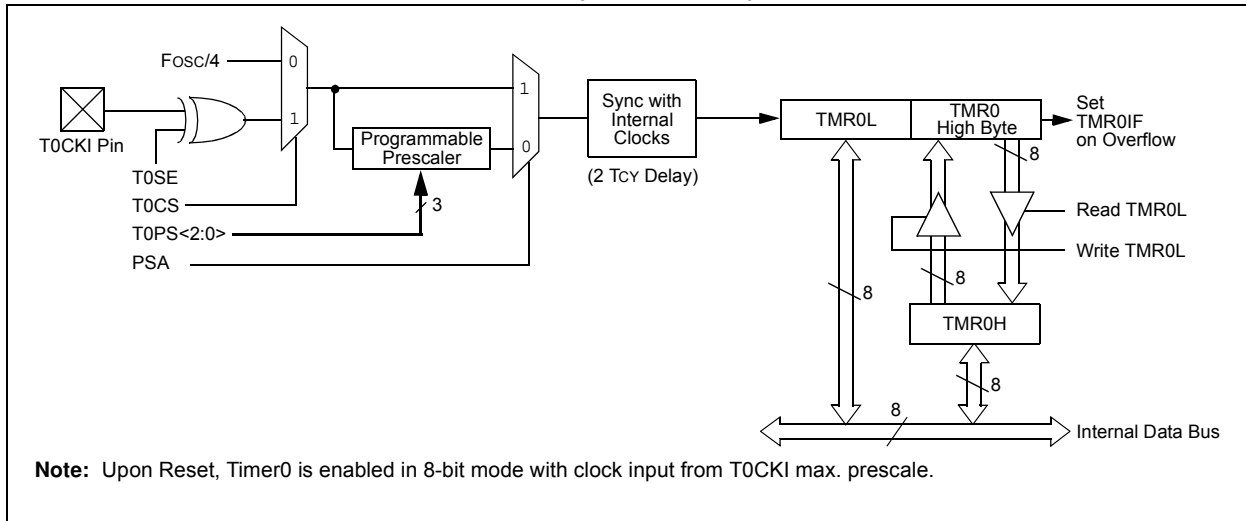 FOSC/4
0
1
T0CKI Pin
T0SE
T0CS
T0PS<2:0>
PSA
Programmable
Prescaler
3
1
0
Sync with
Internal
Clocks
(2 TCY Delay)
TMR0L
TMR0
High Byte
Set
TMR0IF
on Overflow
8
Read TMR0L
Write TMR0L
8
8
TMR0H
8
8
Internal Data Bus
Note: Upon Reset, Timer0 is enabled in 8-bit mode with clock input from T0CKI max. prescale.